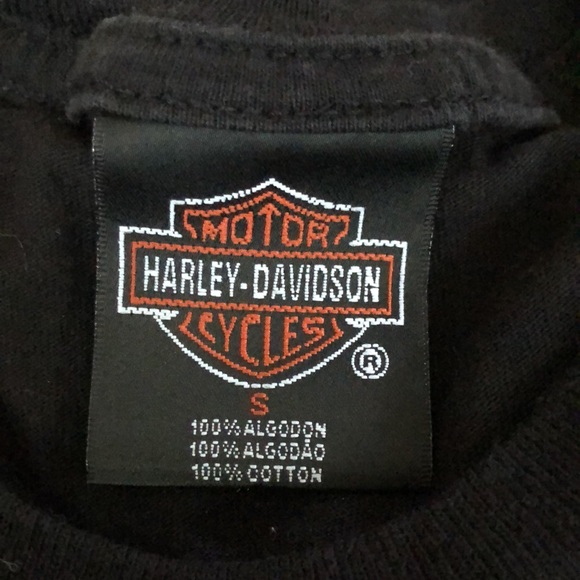 MOTOR
HARLEY-DAVIDSON
CYCLES
®
S
100% ALGODON
100% ALGODÃO
100% COTTON